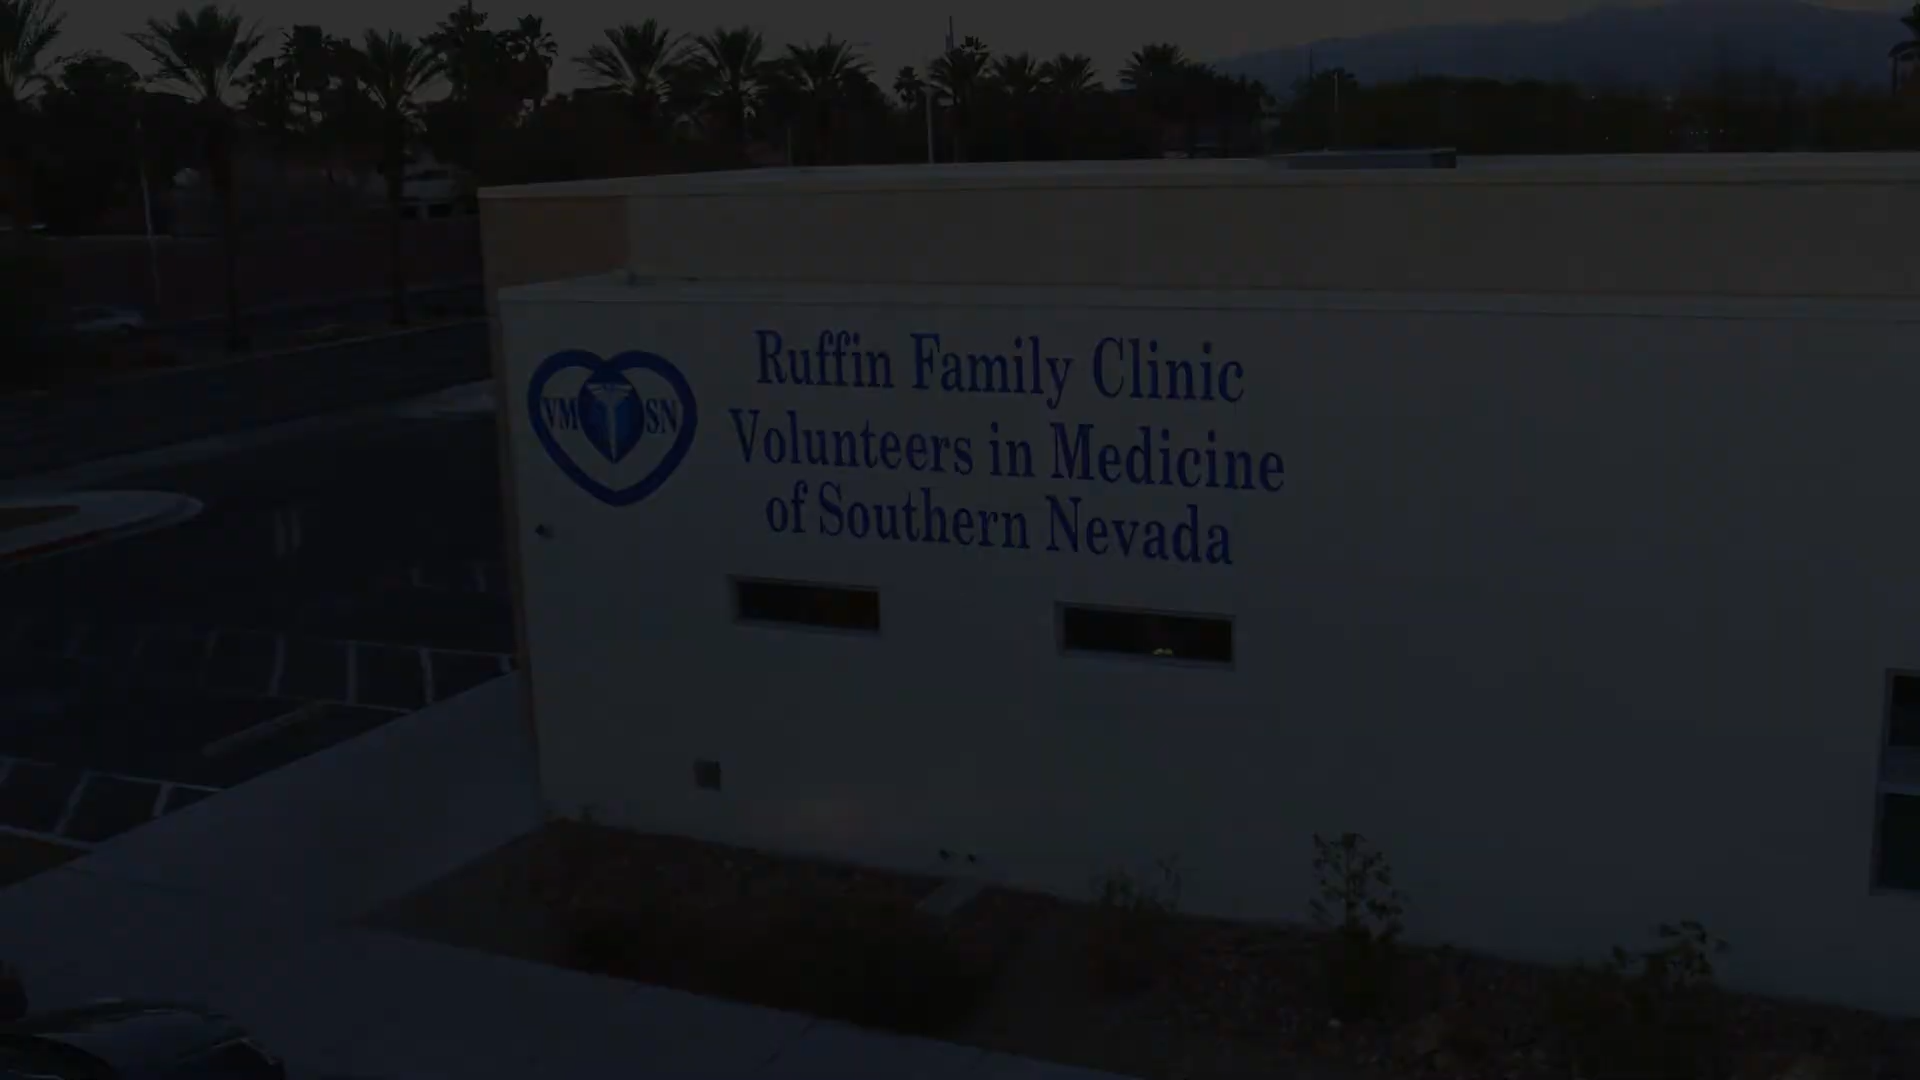 VM SN
Ruffin Family Clinic
Volunteers in Medicine
of Southern Nevada